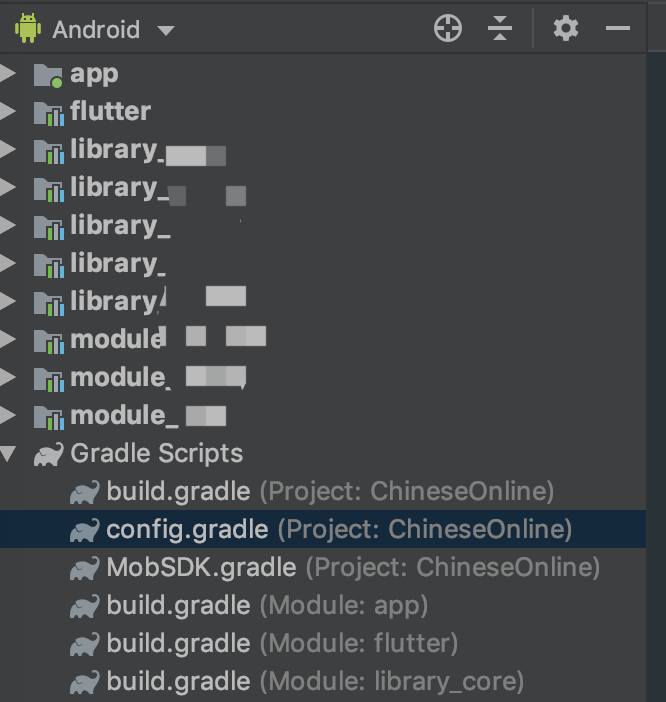 Android
app
flutter
library_
library_
library_
library_
library
module
module_
module_
Gradle Scripts
build.gradle (Project: ChineseOnline)
config.gradle (Project: ChineseOnline)
MobSDK.gradle (Project: ChineseOnline)
build.gradle (Module: app)
build.gradle (Module: flutter)
build.gradle (Module: library_core)